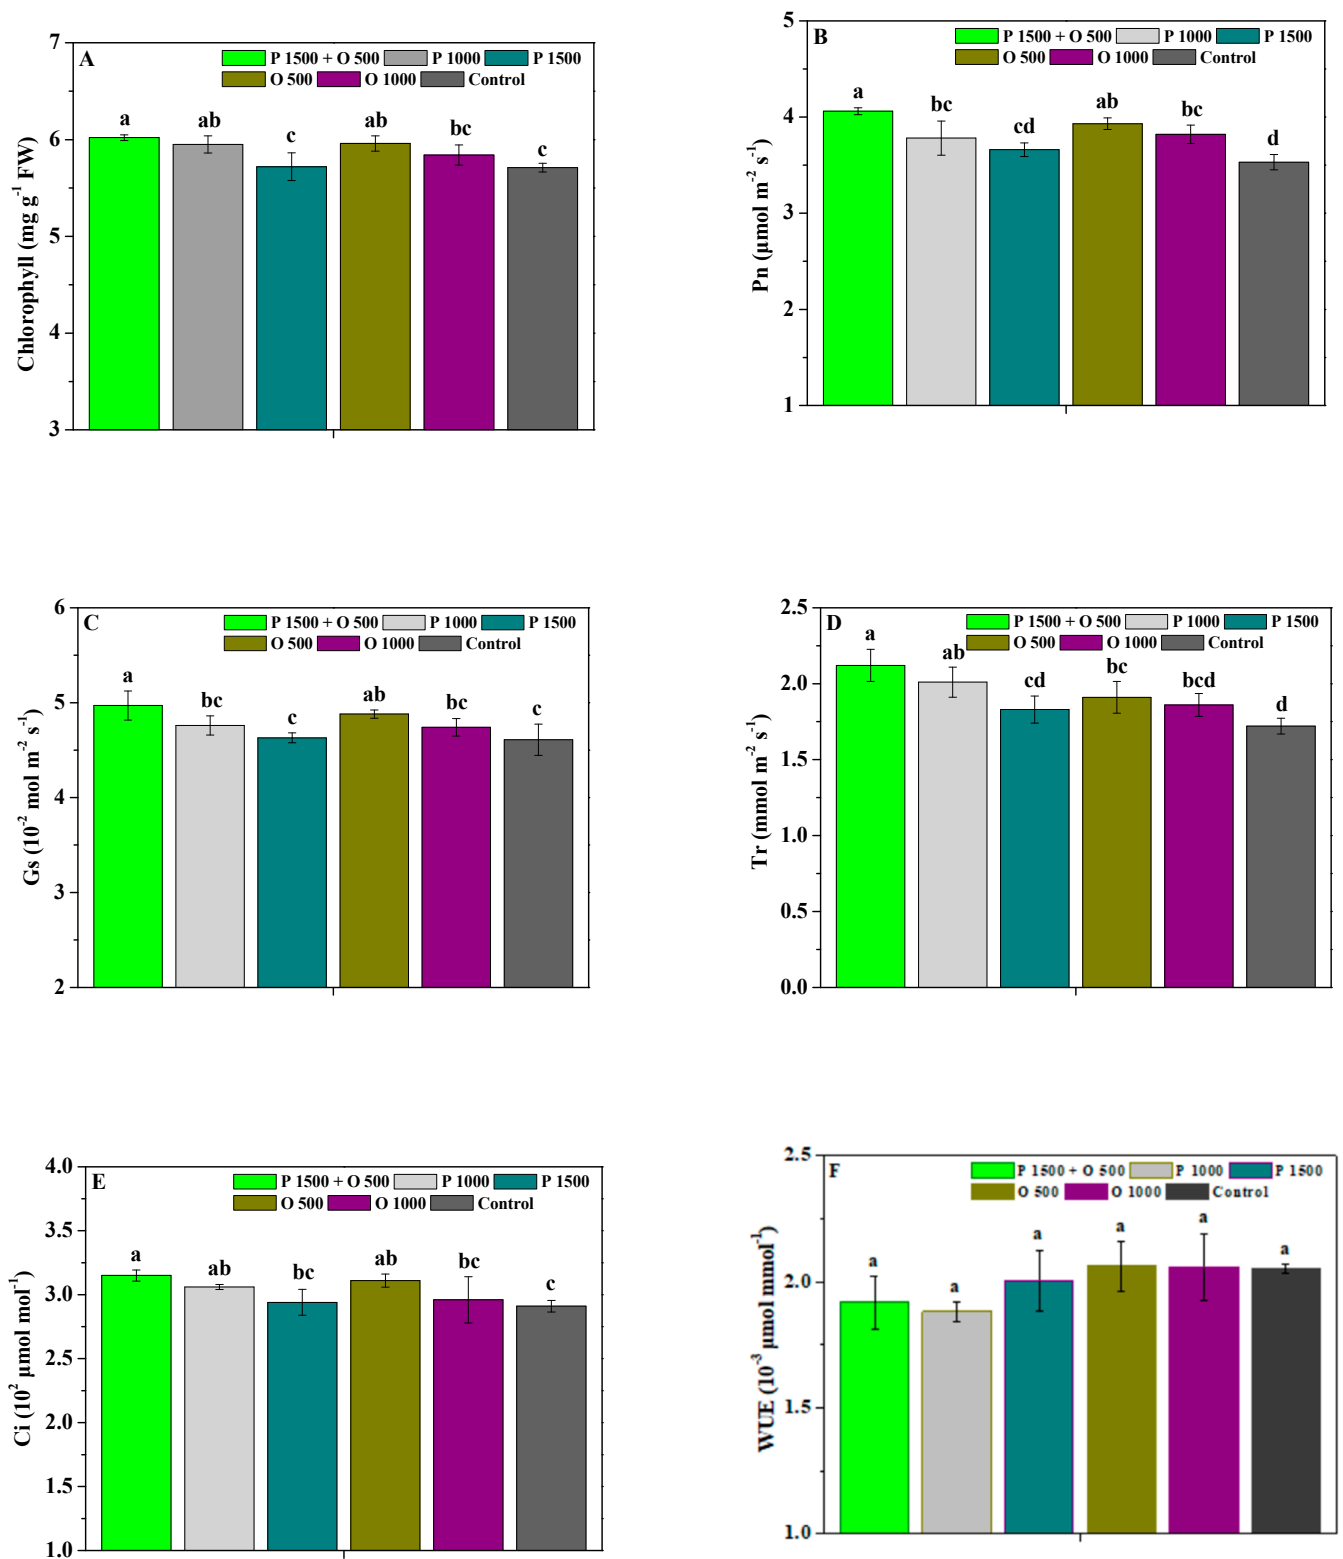 A
P 1500 + O 500 P 1000 P 1500
O 500 O 1000 Control
7
6
5
4
3
Chlorophyll (mg g⁻¹ FW)
a ab c ab bc c
B
P 1500 + O 500 P 1000 P 1500
O 500 O 1000 Control
5
4
3
2
1
Pn (µmol m⁻² s⁻¹)
a bc cd ab bc d
C
P 1500 + O 500 P 1000 P 1500
O 500 O 1000 Control
6
5
4
3
2
Gs (10⁻² mol m⁻² s⁻¹)
a bc c ab bc c
D
P 1500 + O 500 P 1000 P 1500
O 500 O 1000 Control
2.5
2.0
1.5
1.0
0.5
0.0
Tr (mmol m⁻² s⁻¹)
a ab cd bc bcd d
E
P 1500 + O 500 P 1000 P 1500
O 500 O 1000 Control
4.0
3.5
3.0
2.5
2.0
1.5
1.0
Ci (10² µmol mol⁻¹)
a ab bc ab bc c
F
P 1500 + O 500 P 1000 P 1500
O 500 O 1000 Control
2.5
2.0
1.5
1.0
WUE (10⁻³ µmol mmol⁻¹)
a a a a a a